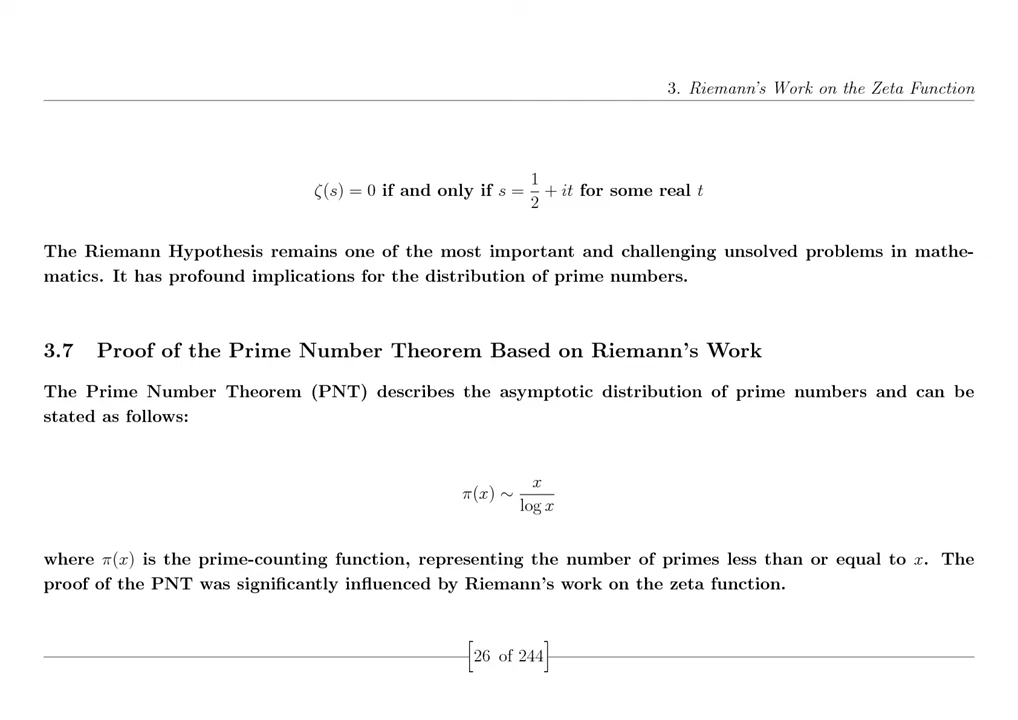 3. Riemann's Work on the Zeta Function
ζ(s) = 0 if and only if s = 1/2 + it for some real t
The Riemann Hypothesis remains one of the most important and challenging unsolved problems in mathe-
matics. It has profound implications for the distribution of prime numbers.
3.7 Proof of the Prime Number Theorem Based on Riemann's Work
The Prime Number Theorem (PNT) describes the asymptotic distribution of prime numbers and can be
stated as follows:
π(x) ∼ x/log x
where π(x) is the prime-counting function, representing the number of primes less than or equal to x. The
proof of the PNT was significantly influenced by Riemann's work on the zeta function.
[26 of 244]